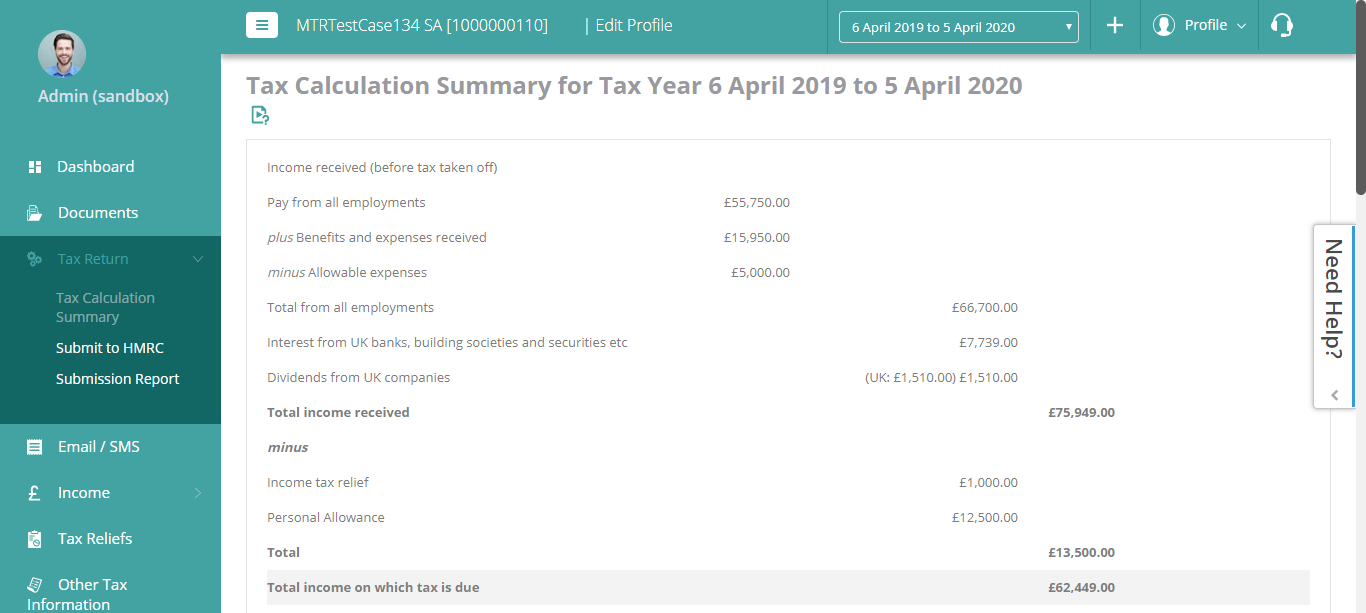 MTRTestCase134 SA [1000000110] | Edit Profile
6 April 2019 to 5 April 2020
Profile
Admin (sandbox)
Dashboard
Documents
Tax Return
Tax Calculation
Summary
Submit to HMRC
Submission Report
Email / SMS
£ Income
Tax Reliefs
Other Tax
Information
Tax Calculation Summary for Tax Year 6 April 2019 to 5 April 2020
Income received (before tax taken off)
Pay from all employments £55,750.00
plus Benefits and expenses received £15,950.00
minus Allowable expenses £5,000.00
Total from all employments £66,700.00
Interest from UK banks, building societies and securities etc £7,739.00
Dividends from UK companies (UK: £1,510.00) £1,510.00
Total income received £75,949.00
minus
Income tax relief £1,000.00
Personal Allowance £12,500.00
Total £13,500.00
Total income on which tax is due £62,449.00
Need Help?